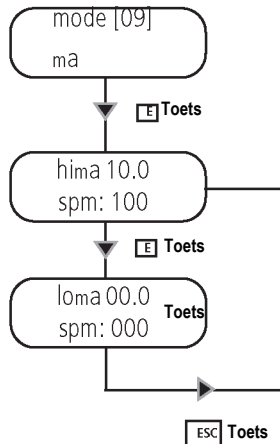 mode [09]
ma
E Toets
hima 10.0
spm: 100
E Toets
loma 00.0 Toets
spm: 000
ESC Toets